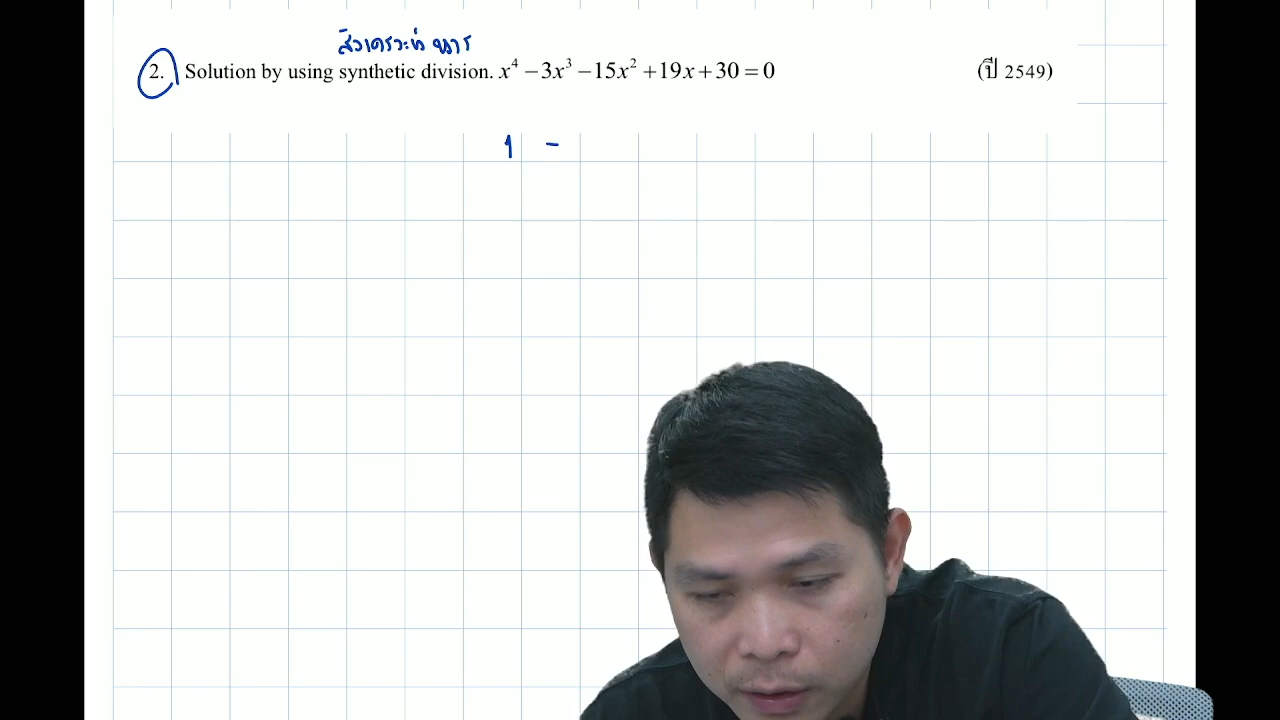 สังเคราะห์ หาร
2. Solution by using synthetic division. x⁴ − 3x³ − 15x² + 19x + 30 = 0 (ปี 2549)
1 −